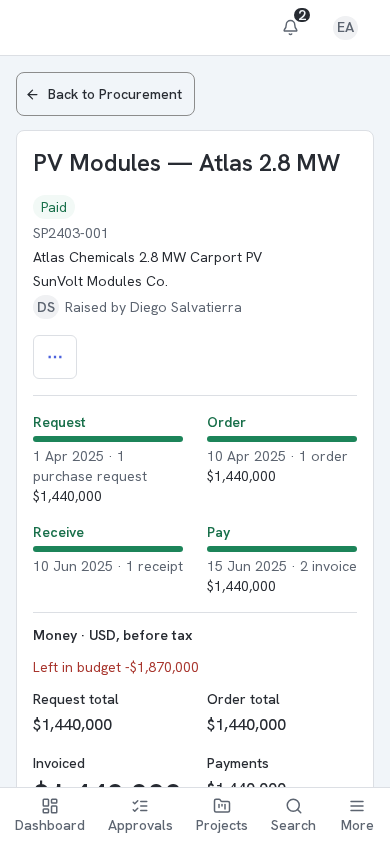 2
EA
Back to Procurement
PV Modules — Atlas 2.8 MW
Paid
SP2403-001
Atlas Chemicals 2.8 MW Carport PV
SunVolt Modules Co.
DS Raised by Diego Salvatierra
...
Request
1 Apr 2025 · 1
purchase request
$1,440,000
Order
10 Apr 2025 · 1 order
$1,440,000
Receive
10 Jun 2025 · 1 receipt
Pay
15 Jun 2025 · 2 invoice
$1,440,000
Money · USD, before tax
Left in budget -$1,870,000
Request total
$1,440,000
Order total
$1,440,000
Invoiced
Payments
Dashboard
Approvals
Projects
Search
More